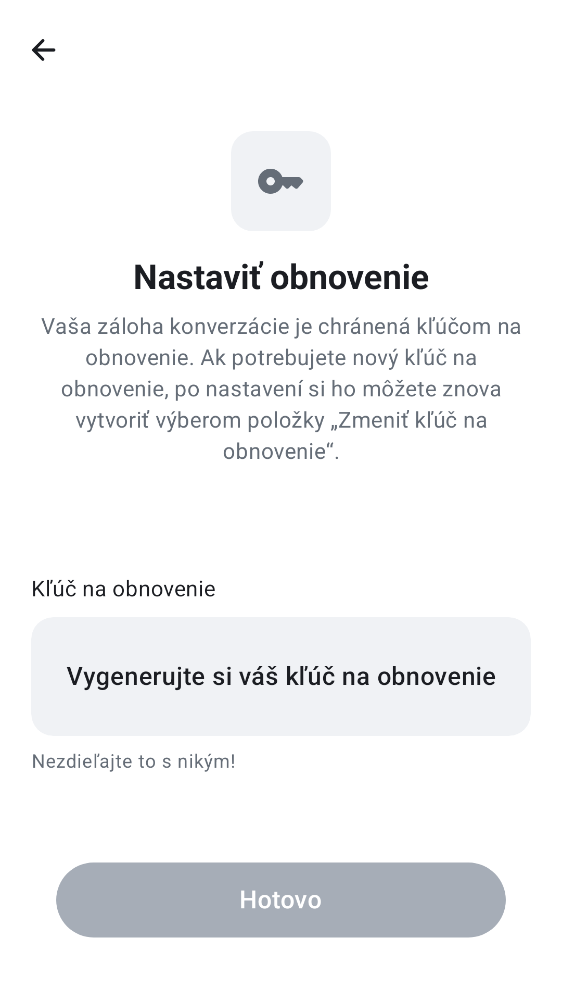 Nastaviť obnovenie
Vaša záloha konverzácie je chránená kľúčom na
obnovenie. Ak potrebujete nový kľúč na
obnovenie, po nastavení si ho môžete znova
vytvoriť výberom položky „Zmeniť kľúč na
obnovenie“.
Kľúč na obnovenie
Vygenerujte si váš kľúč na obnovenie
Nezdieľajte to s nikým!
Hotovo